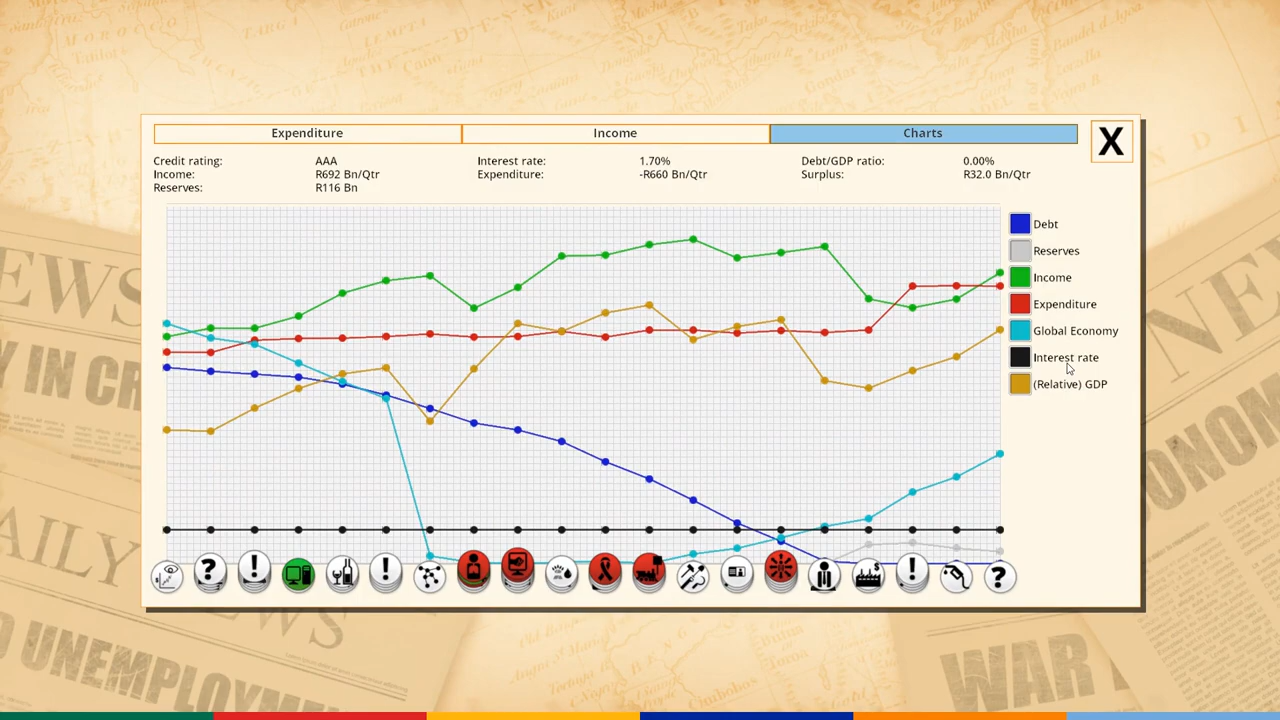 Expenditure
Income
Charts
X
Credit rating: AAA Interest rate: 1.70% Debt/GDP ratio: 0.00%
Income: R692 Bn/Qtr Expenditure: -R660 Bn/Qtr Surplus: R32.0 Bn/Qtr
Reserves: R116 Bn
Debt
Reserves
Income
Expenditure
Global Economy
Interest rate
(Relative) GDP
? ! ! ! ?
UNEMPLOYM
WAR